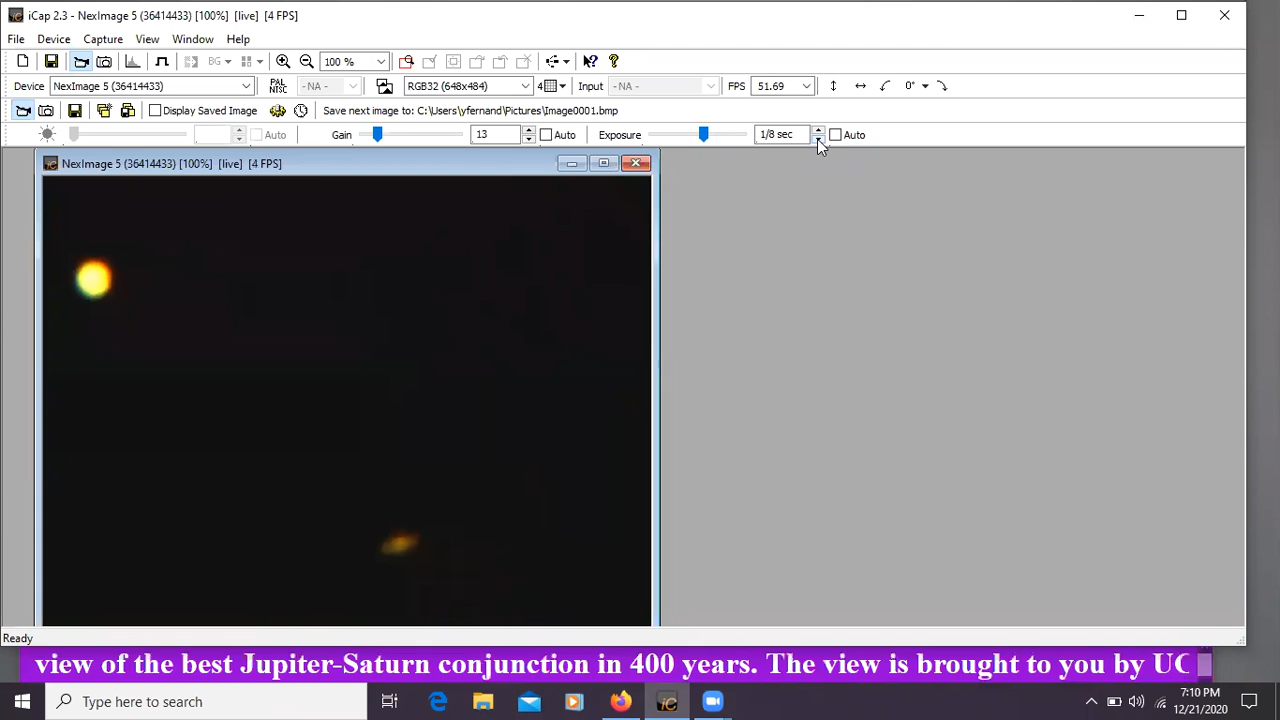 iCap 2.3 - NexImage 5 (36414433) [100%] [live] [4 FPS]
File Device Capture View Window Help
BG 100 %
Device NexImage 5 (36414433) PAL NTSC - NA - RGB32 (648x484) 4 Input - NA - FPS 51.69 0°
Display Saved Image Save next image to: C:\Users\yfernand\Pictures\Image0001.bmp
Auto Gain 13 Auto Exposure 1/8 sec Auto
NexImage 5 (36414433) [100%] [live] [4 FPS]
Ready
view of the best Jupiter-Saturn conjunction in 400 years. The view is brought to you by UC
Type here to search
7:10 PM
12/21/2020